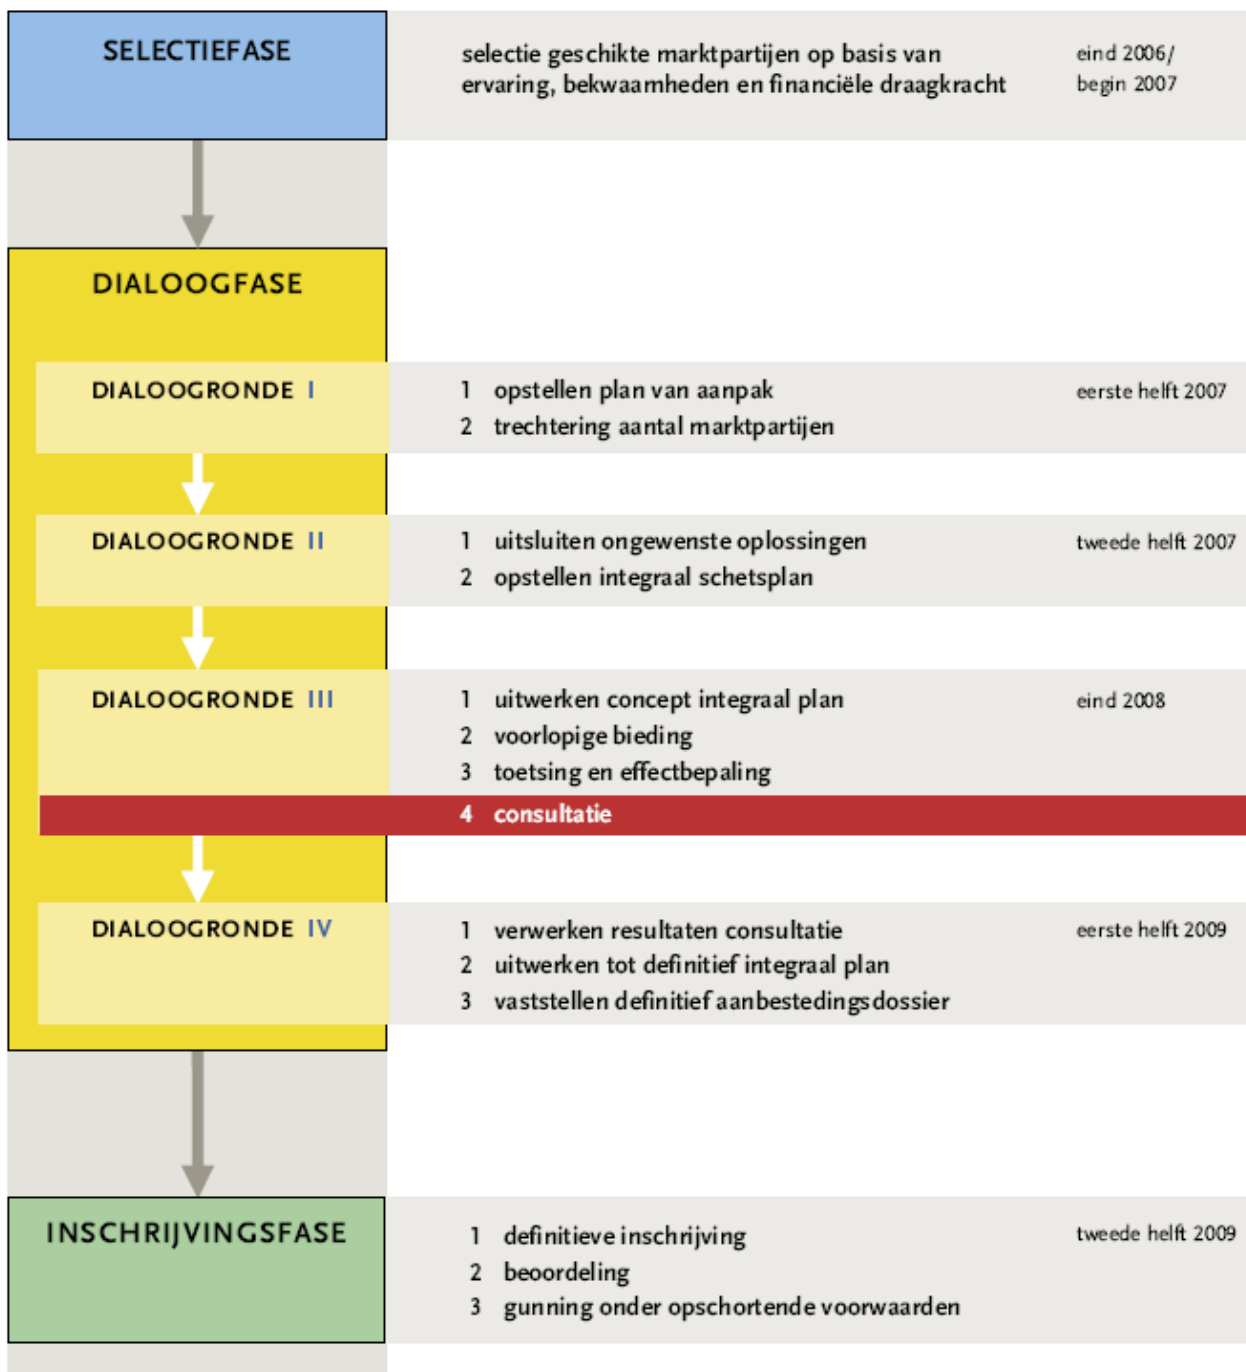 SELECTIEFASE
selectie geschikte marktpartijen op basis van
ervaring, bekwaamheden en financiële draagkracht
eind 2006/
begin 2007
DIALOOGFASE
DIALOOGRONDE I
1 opstellen plan van aanpak
eerste helft 2007
2 trechtering aantal marktpartijen
DIALOOGRONDE II
1 uitsluiten ongewenste oplossingen
tweede helft 2007
2 opstellen integraal schetsplan
DIALOOGRONDE III
1 uitwerken concept integraal plan
eind 2008
2 voorlopige bieding
3 toetsing en effectbepaling
4 consultatie
DIALOOGRONDE IV
1 verwerken resultaten consultatie
eerste helft 2009
2 uitwerken tot definitief integraal plan
3 vaststellen definitief aanbestedingsdossier
INSCHRIJVINGSFASE
1 definitieve inschrijving
tweede helft 2009
2 beoordeling
3 gunning onder opschortende voorwaarden